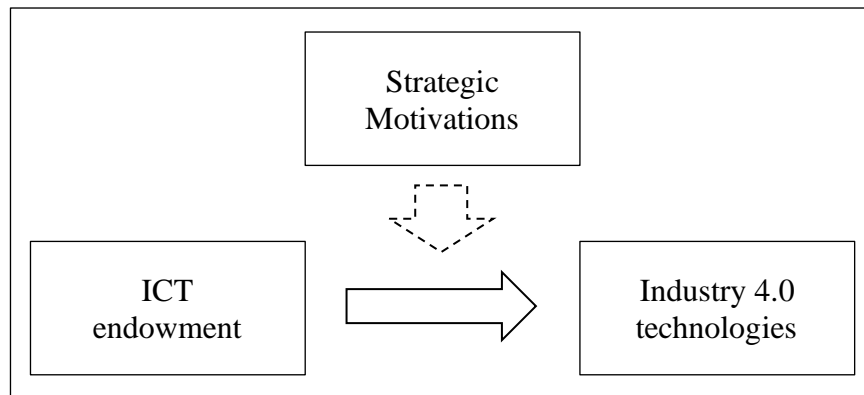 Strategic
Motivations
ICT
endowment
Industry 4.0
technologies